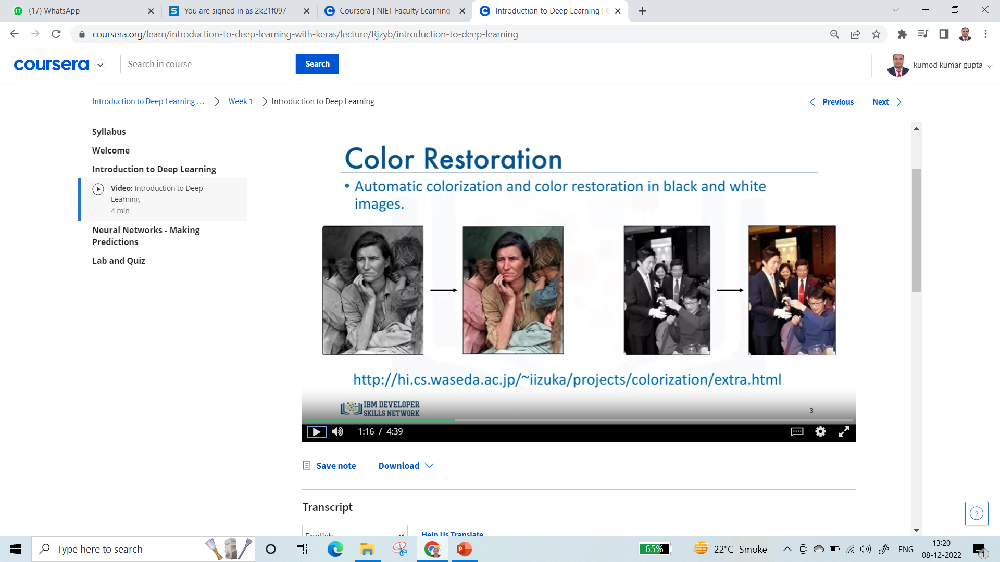 (17) WhatsApp
You are signed in as 2k21f097
Coursera | NIET Faculty Learning
Introduction to Deep Learning |
coursera.org/learn/introduction-to-deep-learning-with-keras/lecture/Rjzyb/introduction-to-deep-learning
coursera
Search in course
Search
kumod kumar gupta
Introduction to Deep Learning ...
Week 1
Introduction to Deep Learning
Previous
Next
Syllabus
Welcome
Introduction to Deep Learning
Video: Introduction to Deep
Learning
4 min
Neural Networks - Making
Predictions
Lab and Quiz
Color Restoration
• Automatic colorization and color restoration in black and white
images.
http://hi.cs.waseda.ac.jp/~iizuka/projects/colorization/extra.html
IBM DEVELOPER
SKILLS NETWORK
3
1:16 / 4:39
Save note
Download
Transcript
English
Help Us Translate
Type here to search
65%
22°C Smoke
ENG
13:20
08-12-2022
1